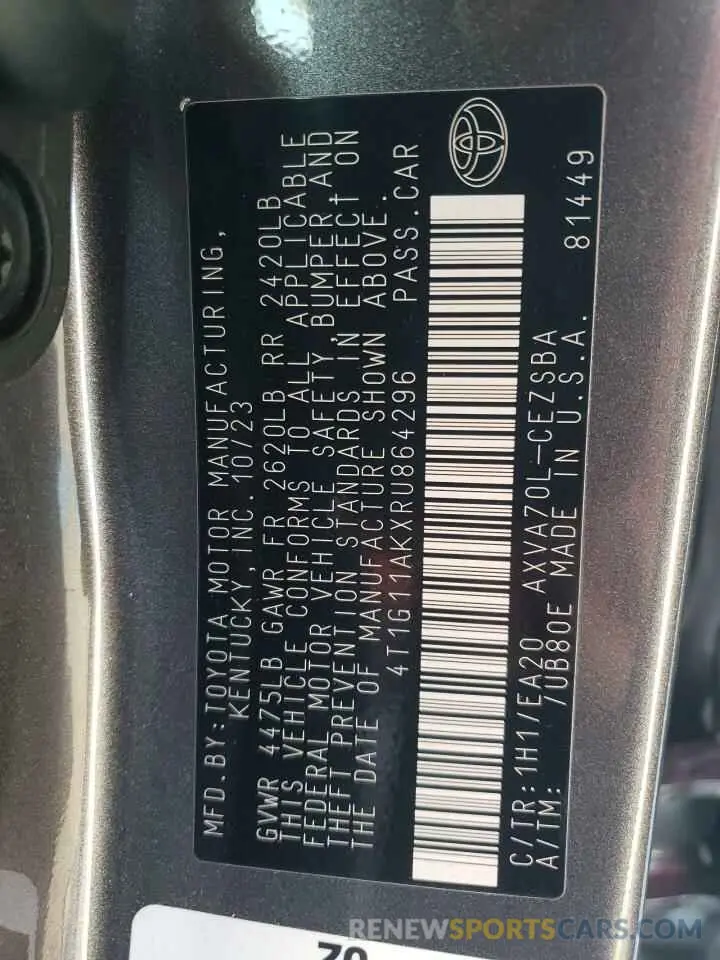 MFD.BY:TOYOTA MOTOR MANUFACTURING,
KENTUCKY,INC. 10/23
GVWR 4475LB GAWR FR 2620LB RR 2420LB
THIS VEHICLE CONFORMS TO ALL APPLICABLE
FEDERAL MOTOR VEHICLE SAFETY, BUMPER,AND
THEFT PREVENTION STANDARDS IN EFFECT ON
THE DATE OF MANUFACTURE SHOWN ABOVE.
4T1G11AKXRU864296 PASS.CAR
C/TR:1H1/EA20 AXVA70L-CEZSBA
A/TM: /UB80E MADE IN U.S.A. 81449
RENEWSPORTSCARS.COM